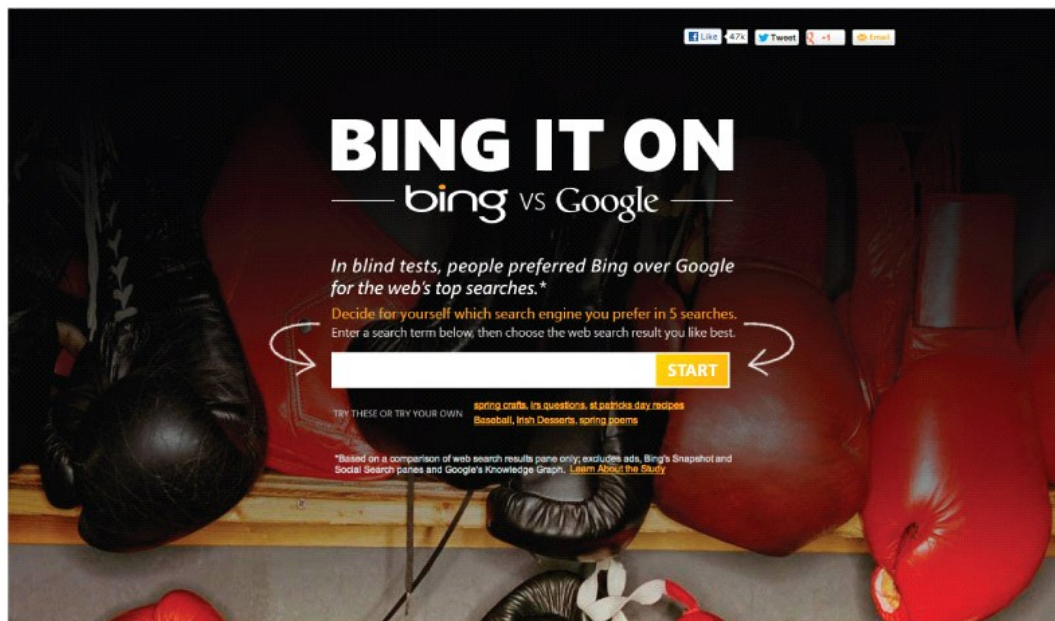 Like 47k Tweet +1 Email
BING IT ON
bing VS Google
In blind tests, people preferred Bing over Google
for the web's top searches.*
Decide for yourself which search engine you prefer in 5 searches.
Enter a search term below, then choose the web search result you like best.
START
TRY THESE OR TRY YOUR OWN
spring crafts, irs questions, st patricks day recipes
Baseball, Irish Desserts, spring poems
*Based on a comparison of web search results pane only; excludes ads, Bing's Snapshot and
Social Search panes and Google's Knowledge Graph. Learn About the Study